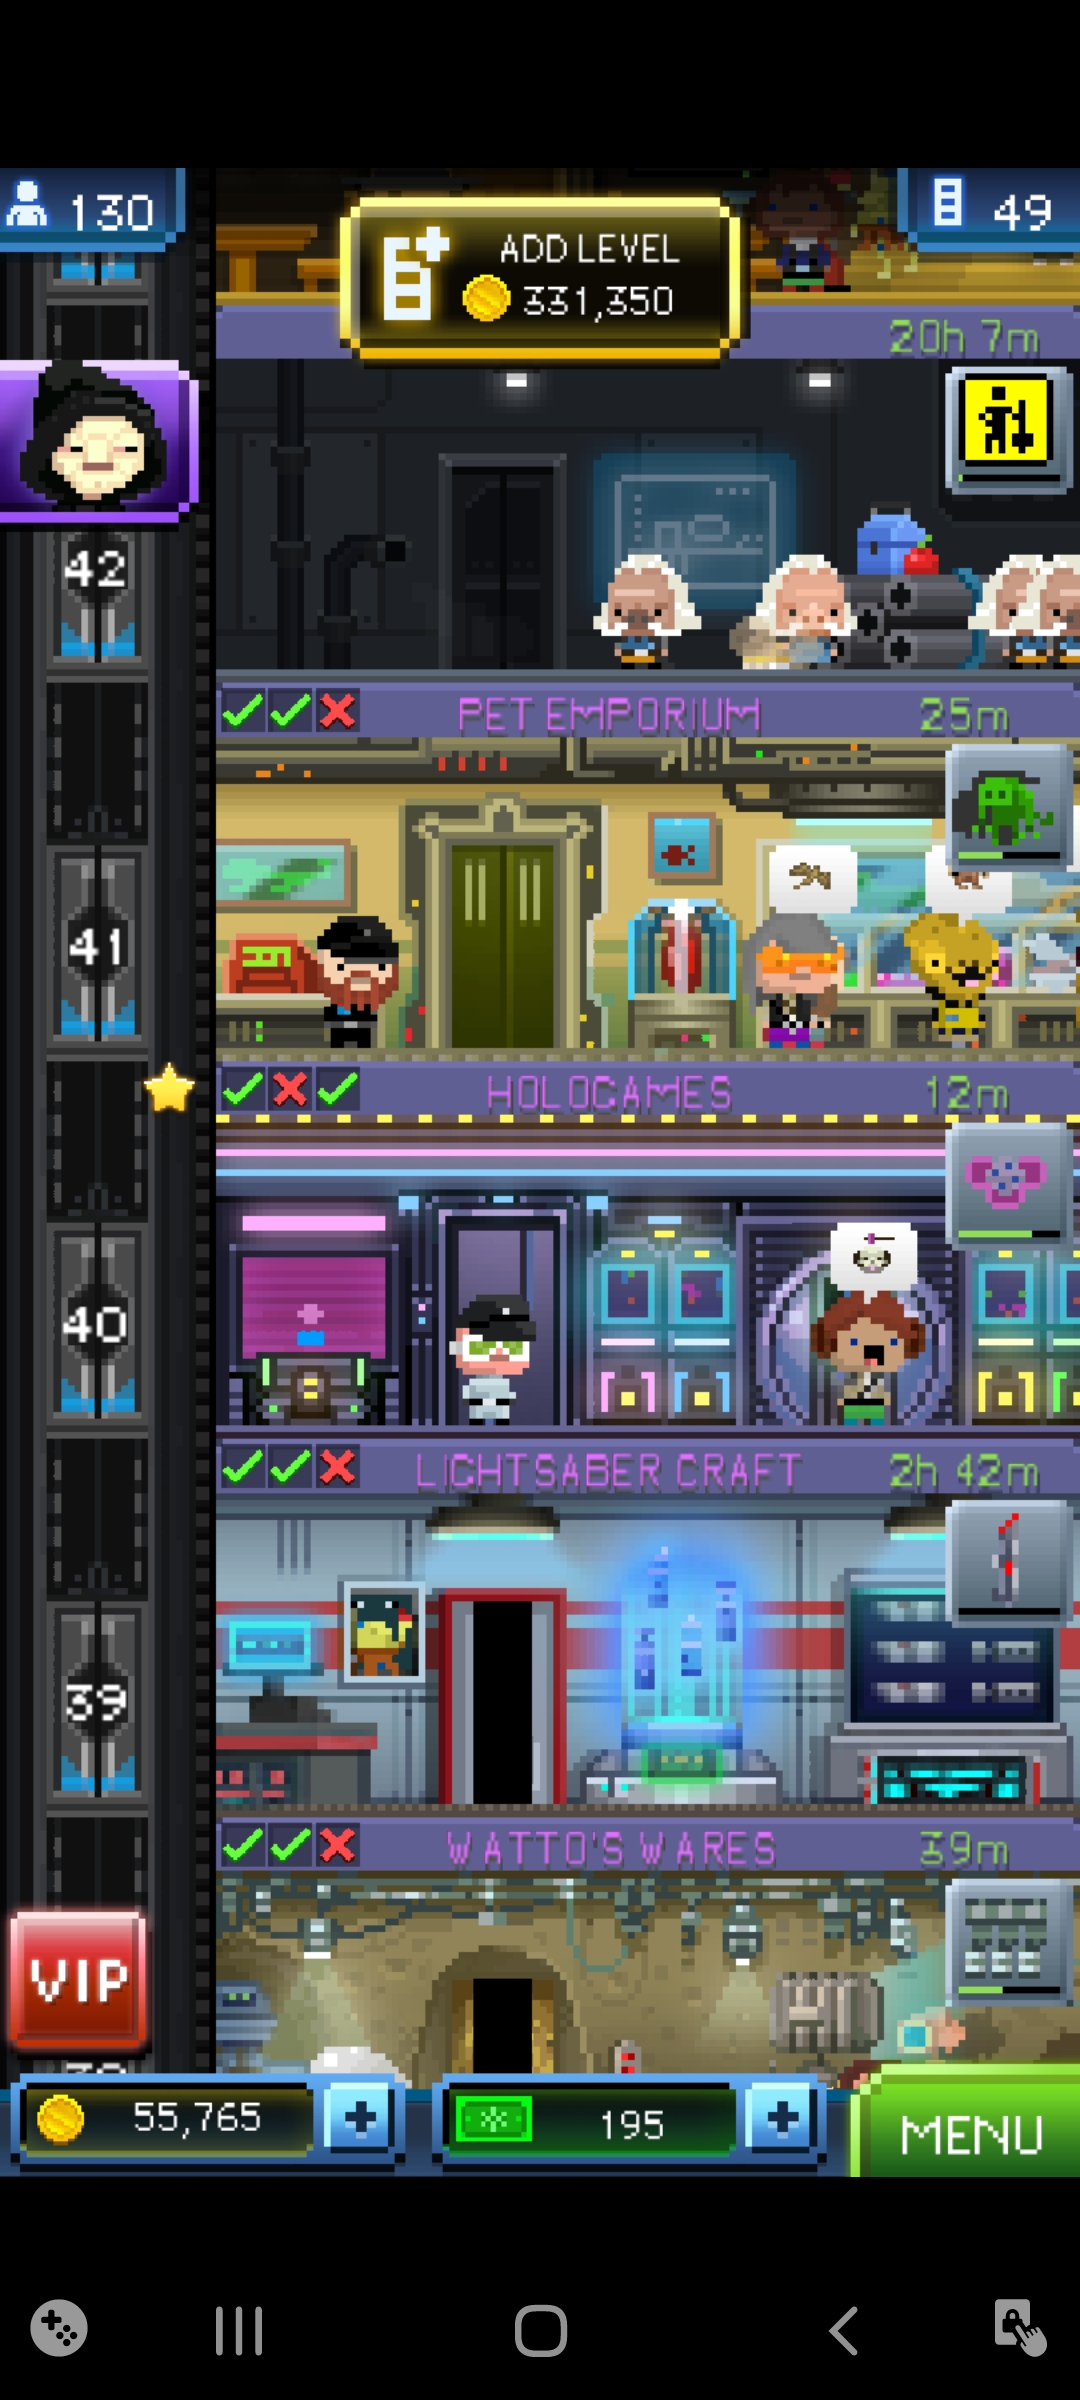 130
ADD LEVEL
331,350
49
20h 7m
42
PET EMPORIUM 25m
41
HOLOGAMES 12m
40
LIGHTSABER CRAFT 2h 42m
39
WATTO'S WARES 39m
VIP
55,765
195
MENU